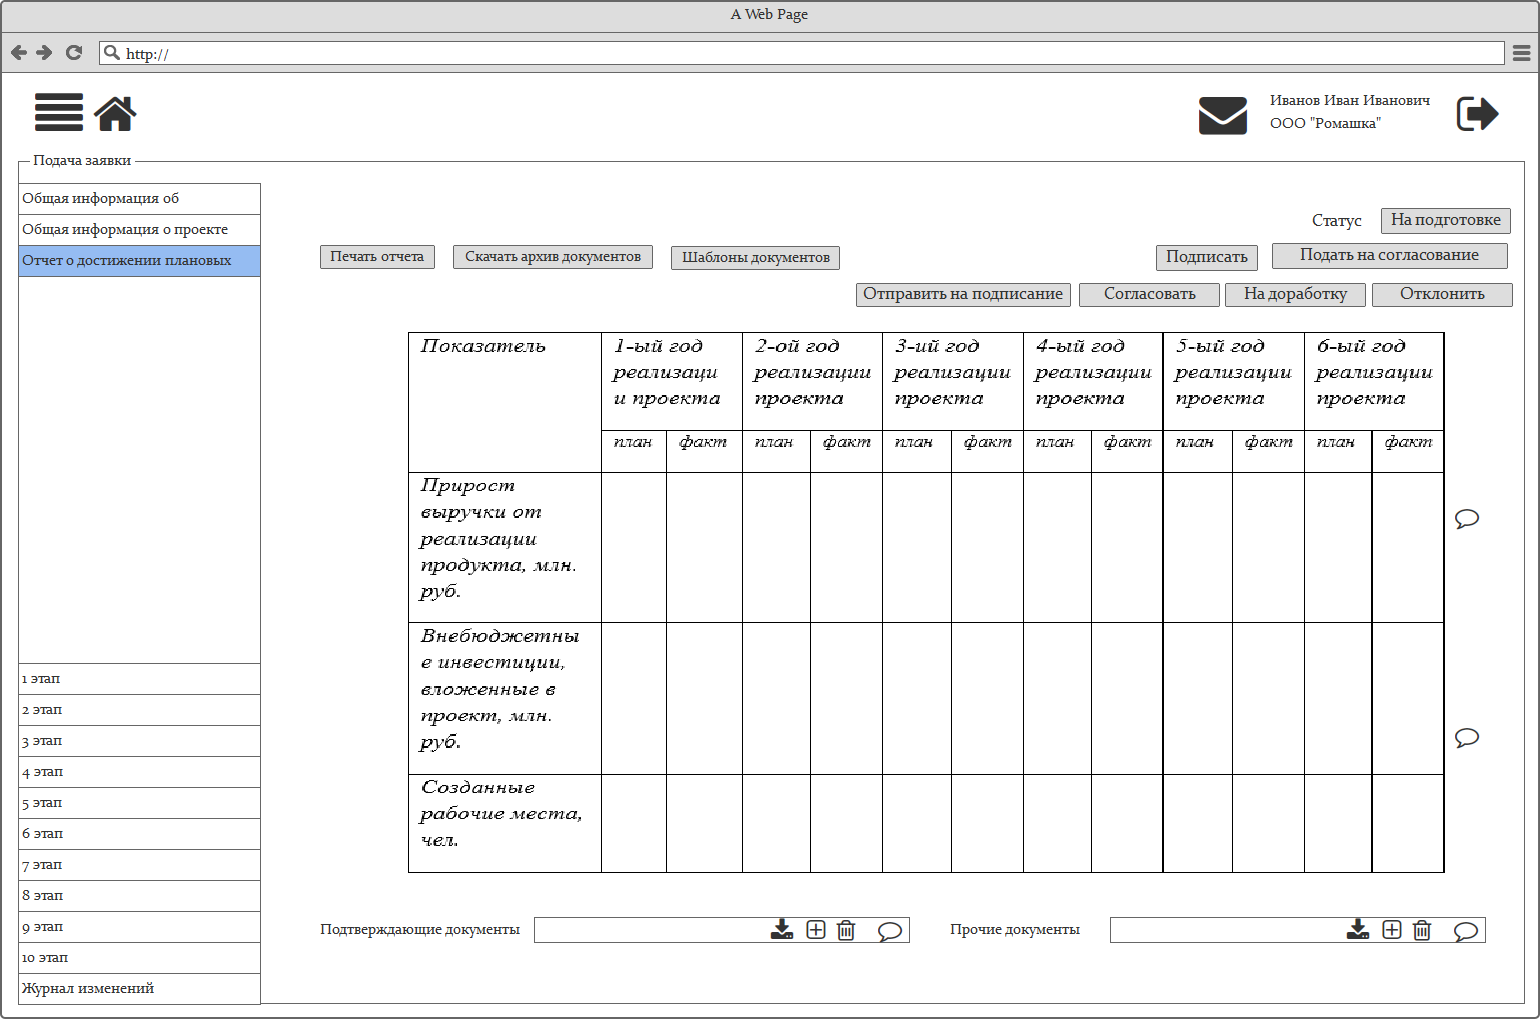 A Web Page
http://
Иванов Иван Иванович
ООО "Ромашка"
Подача заявки
Общая информация об
Общая информация о проекте
Отчет о достижении плановых
1 этап
2 этап
3 этап
4 этап
5 этап
6 этап
7 этап
8 этап
9 этап
10 этап
Журнал изменений
Статус
На подготовке
Печать отчета
Скачать архив документов
Шаблоны документов
Подписать
Подать на согласование
Отправить на подписание
Согласовать
На доработку
Отклонить
Показатель
1-ый год
реализаци
и проекта
2-ой год
реализации
проекта
3-ий год
реализации
проекта
4-ый год
реализации
проекта
5-ый год
реализации
проекта
6-ый год
реализации
проекта
план
факт
план
факт
план
факт
план
факт
план
факт
план
факт
Прирост
выручки от
реализации
продукта, млн.
руб.
Внебюджетны
е инвестиции,
вложенные в
проект, млн.
руб.
Созданные
рабочие места,
чел.
Подтверждающие документы
Прочие документы